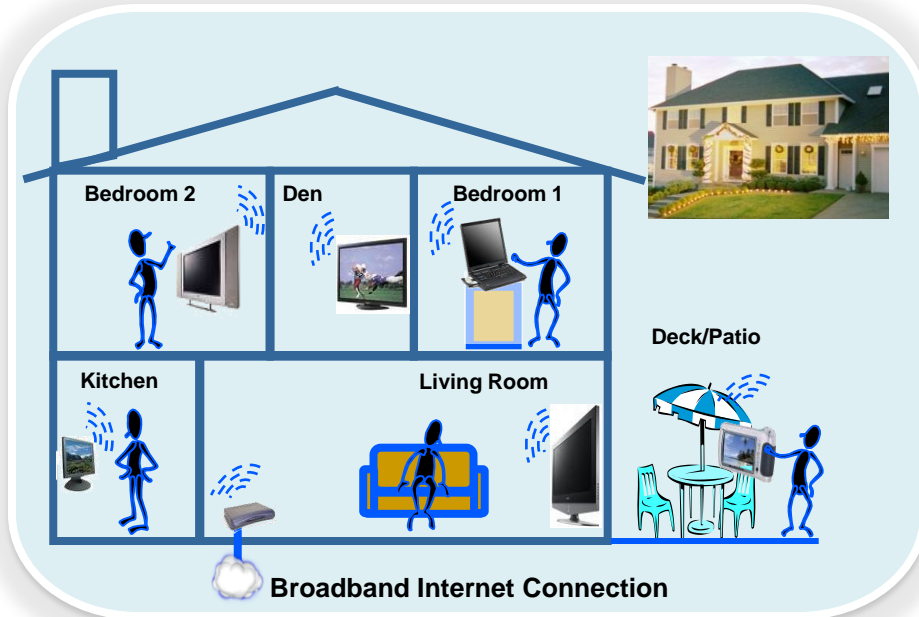 Bedroom 2
Den
Bedroom 1
Deck/Patio
Kitchen
Living Room
Broadband Internet Connection